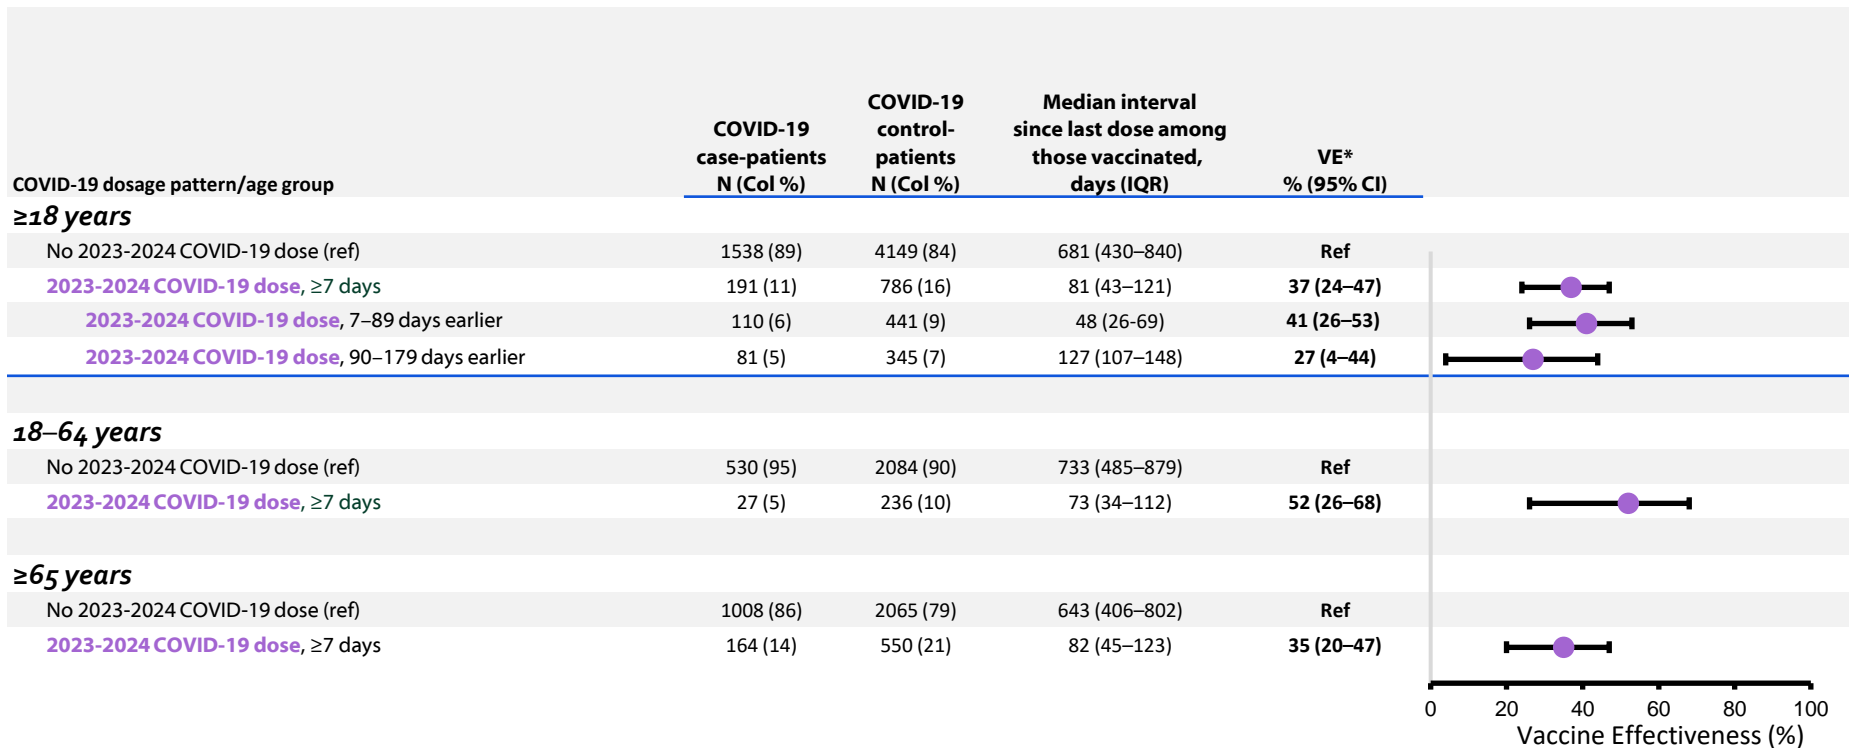 COVID-19 dosage pattern/age group
COVID-19
case-patients
N (Col %)
COVID-19
control-
patients
N (Col %)
Median interval
since last dose among
those vaccinated,
days (IQR)
VE*
% (95% CI)
≥18 years
No 2023-2024 COVID-19 dose (ref) 1538 (89) 4149 (84) 681 (430–840) Ref
2023-2024 COVID-19 dose, ≥7 days 191 (11) 786 (16) 81 (43–121) 37 (24–47)
2023-2024 COVID-19 dose, 7–89 days earlier 110 (6) 441 (9) 48 (26-69) 41 (26–53)
2023-2024 COVID-19 dose, 90–179 days earlier 81 (5) 345 (7) 127 (107–148) 27 (4–44)
18–64 years
No 2023-2024 COVID-19 dose (ref) 530 (95) 2084 (90) 733 (485–879) Ref
2023-2024 COVID-19 dose, ≥7 days 27 (5) 236 (10) 73 (34–112) 52 (26–68)
≥65 years
No 2023-2024 COVID-19 dose (ref) 1008 (86) 2065 (79) 643 (406–802) Ref
2023-2024 COVID-19 dose, ≥7 days 164 (14) 550 (21) 82 (45–123) 35 (20–47)
0 20 40 60 80 100
Vaccine Effectiveness (%)